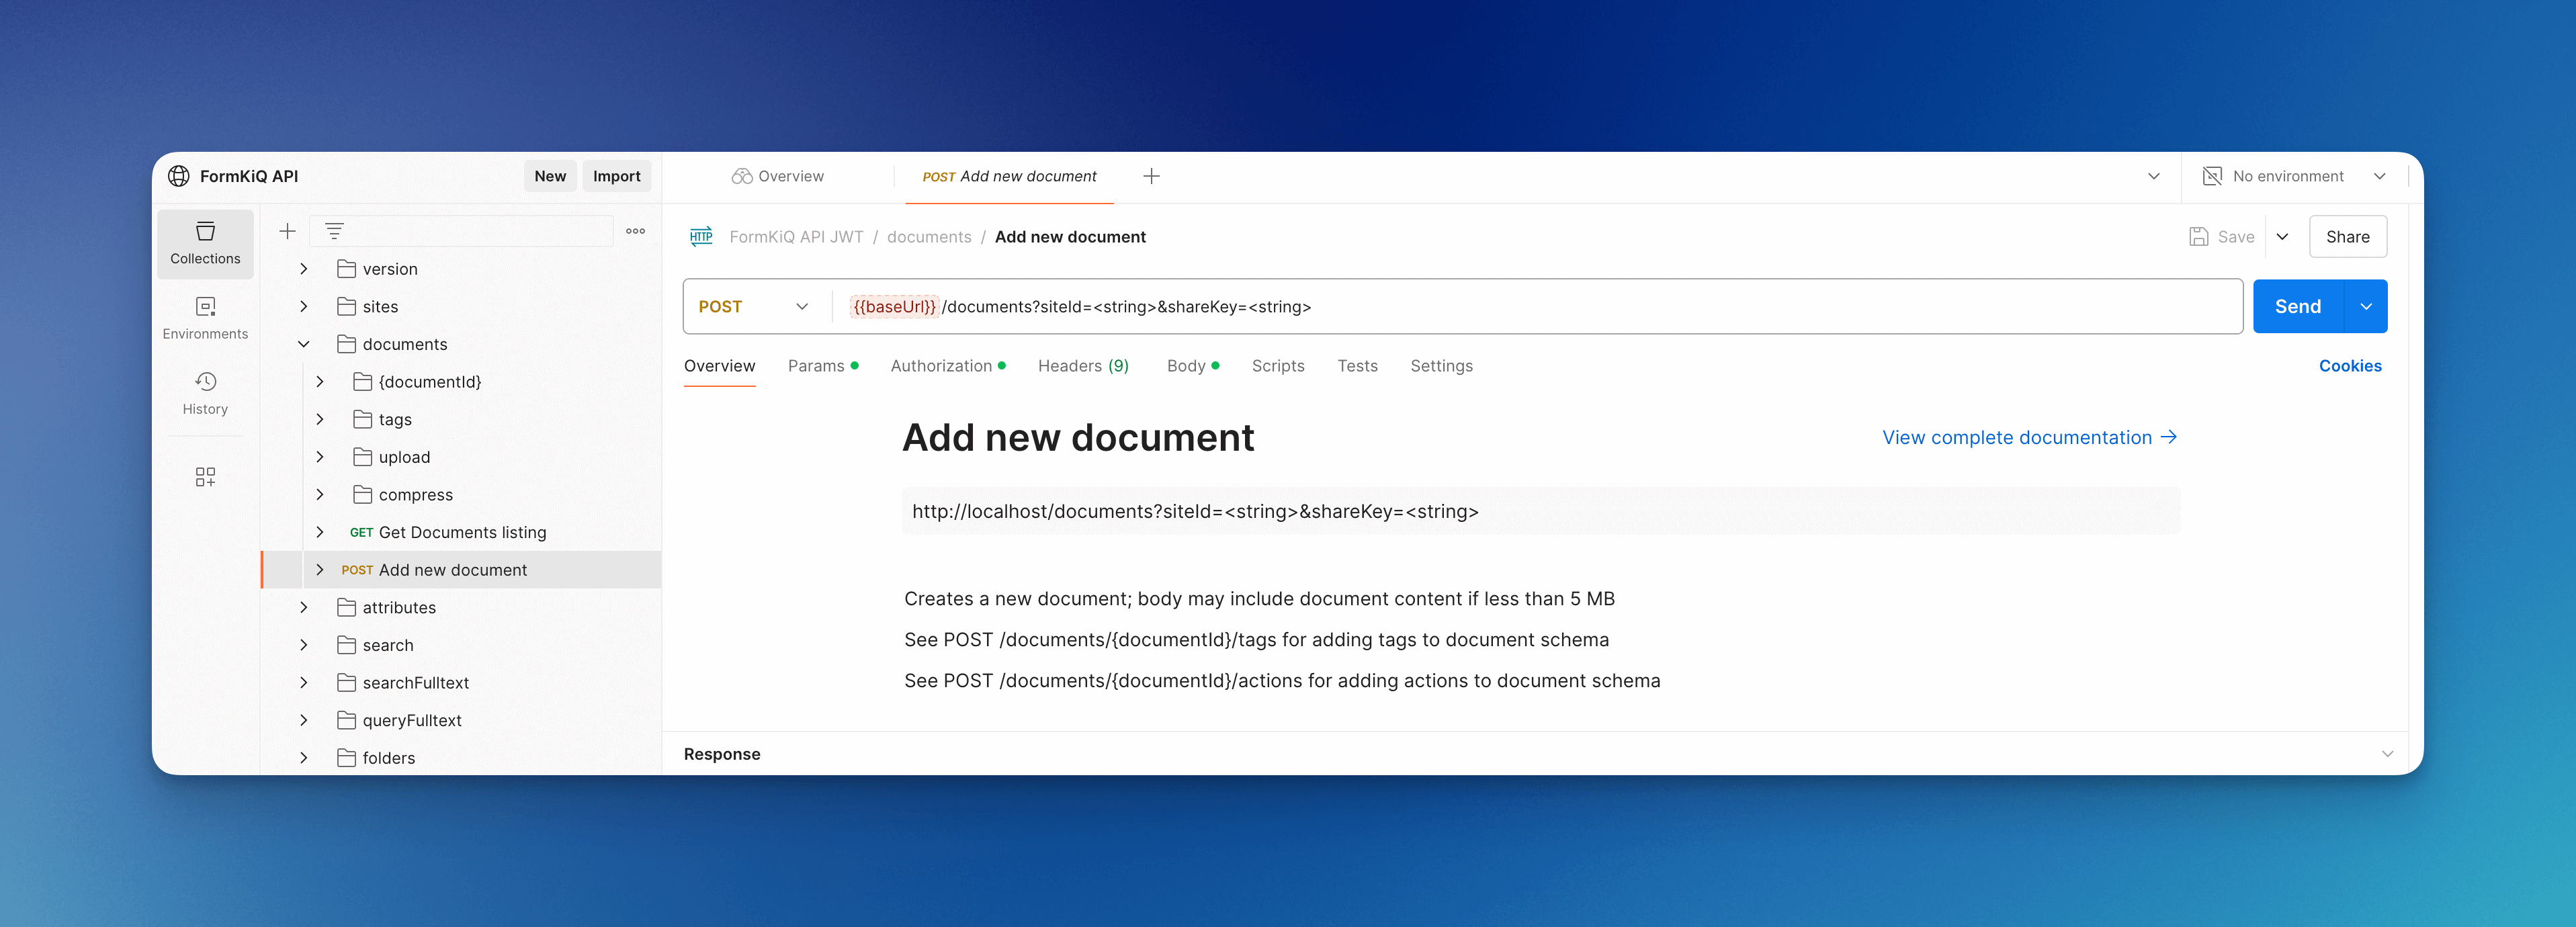 FormKiQ API
New
Import
Overview
POST Add new document
No environment
Collections
Environments
History
version
sites
documents
{documentId}
tags
upload
compress
GET Get Documents listing
POST Add new document
attributes
search
searchFulltext
queryFulltext
folders
HTTP
FormKiQ API JWT / documents / Add new document
Save
Share
POST
{{baseUrl}}/documents?siteId=<string>&shareKey=<string>
Send
Overview
Params
Authorization
Headers (9)
Body
Scripts
Tests
Settings
Cookies
Add new document
View complete documentation →
http://localhost/documents?siteId=<string>&shareKey=<string>
Creates a new document; body may include document content if less than 5 MB
See POST /documents/{documentId}/tags for adding tags to document schema
See POST /documents/{documentId}/actions for adding actions to document schema
Response